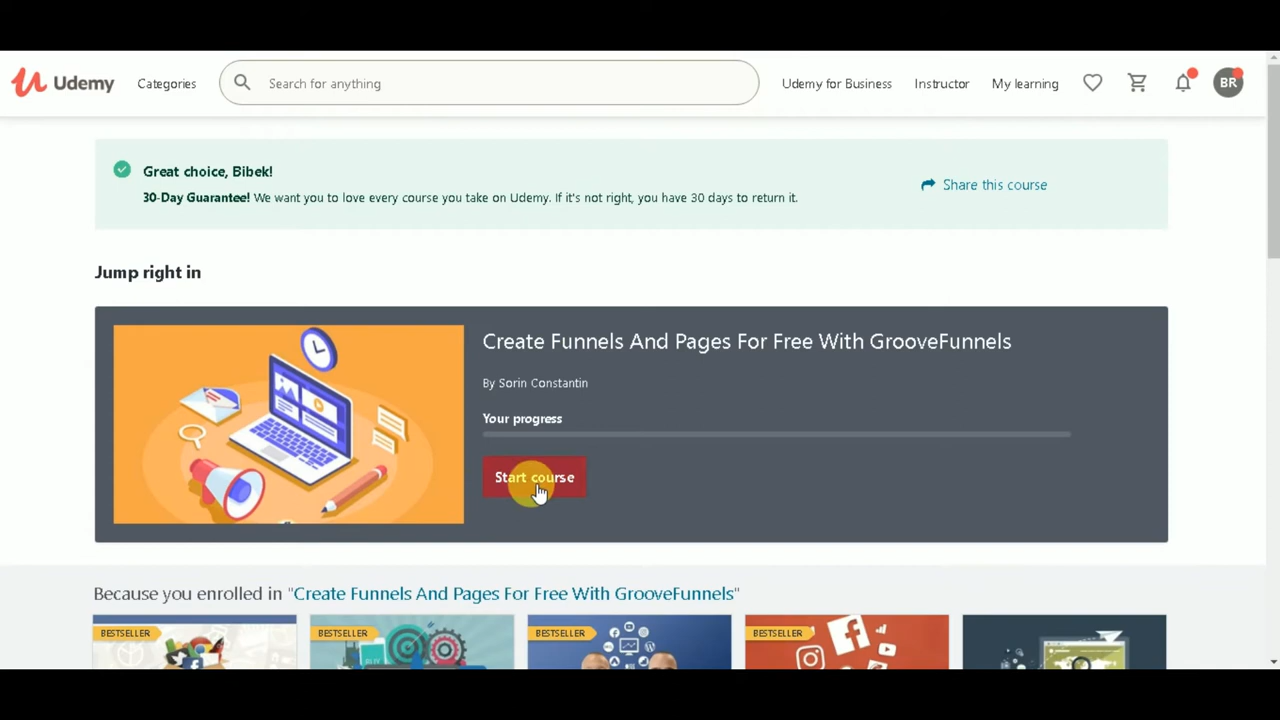 Udemy
Categories
Search for anything
Udemy for Business
Instructor
My learning
BR
Great choice, Bibek!
30-Day Guarantee! We want you to love every course you take on Udemy. If it's not right, you have 30 days to return it.
Share this course
Jump right in
Create Funnels And Pages For Free With GrooveFunnels
By Sorin Constantin
Your progress
Start course
Because you enrolled in "Create Funnels And Pages For Free With GrooveFunnels"
BESTSELLER
BESTSELLER
BESTSELLER
BESTSELLER